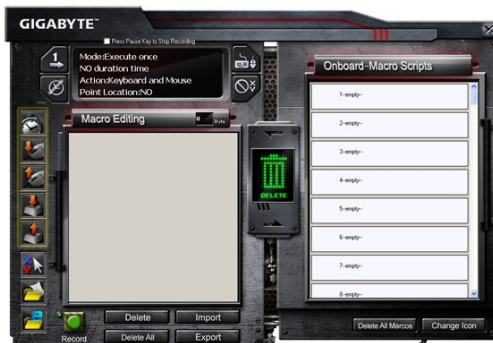 GIGABYTE™
Press Pause Key to Stop Recording
Mode:Execute once
NO duration time
Action:Keyboard and Mouse
Point Location:NO
Onboard-Macro Scripts
1-empty-
2-empty-
3-empty-
4-empty-
5-empty-
6-empty-
7-empty-
8-empty-
Macro Editing
0 Byte
DELETE
Delete
Import
Record
Delete All
Export
Delete All Marcos
Change Icon